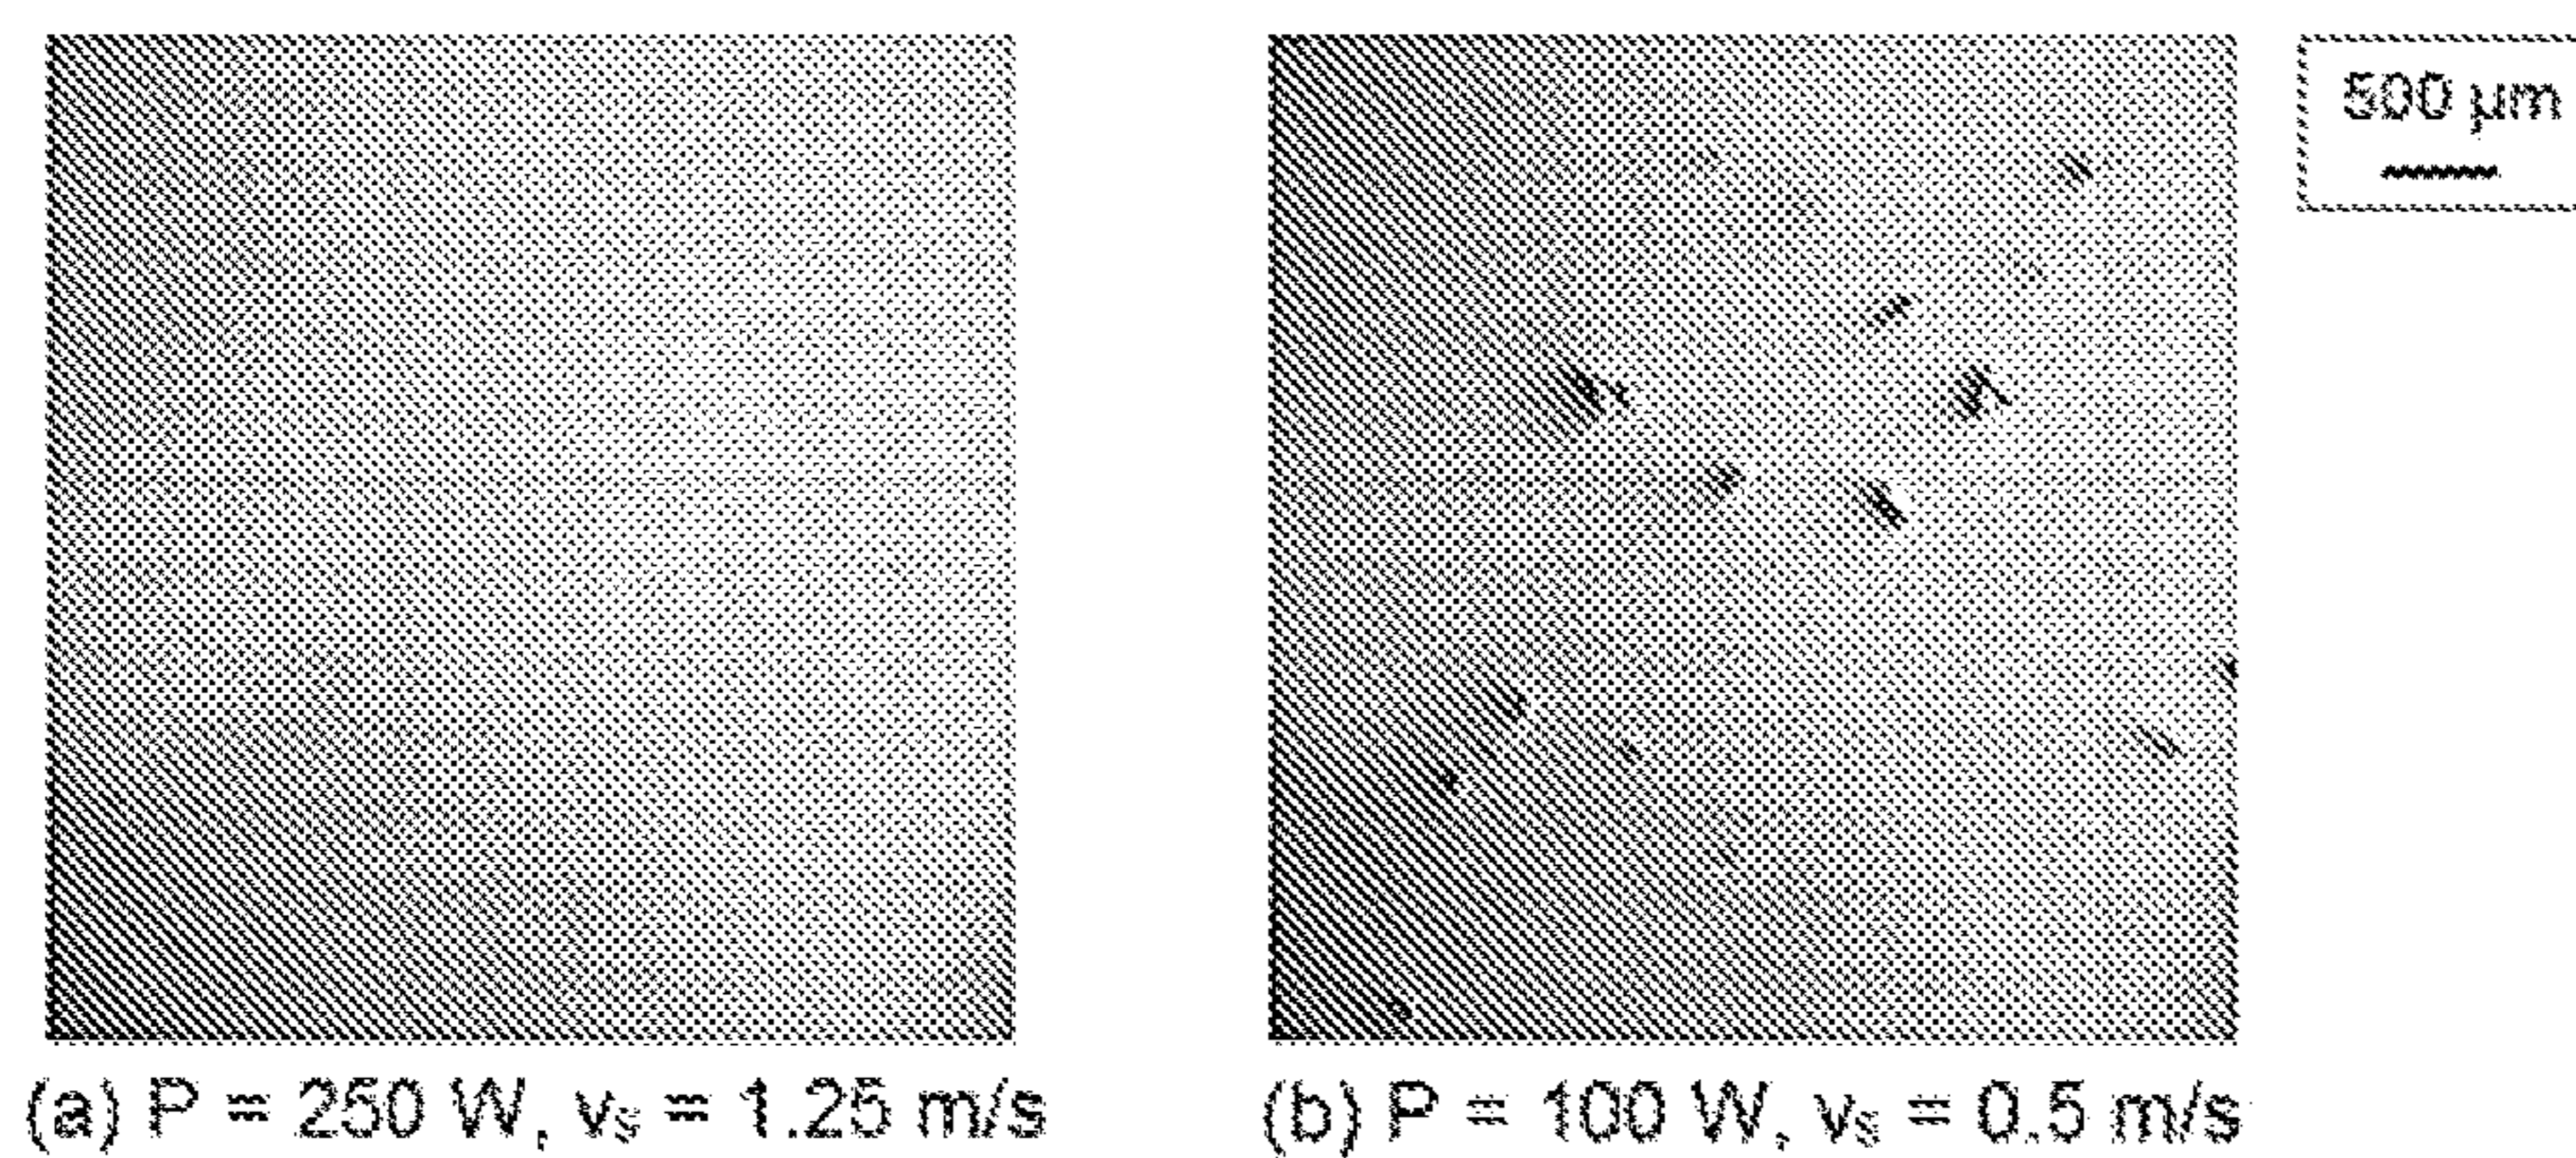 500 µm
(a) P = 250 W, vs = 1.25 m/s
(b) P = 100 W, vs = 0.5 m/s